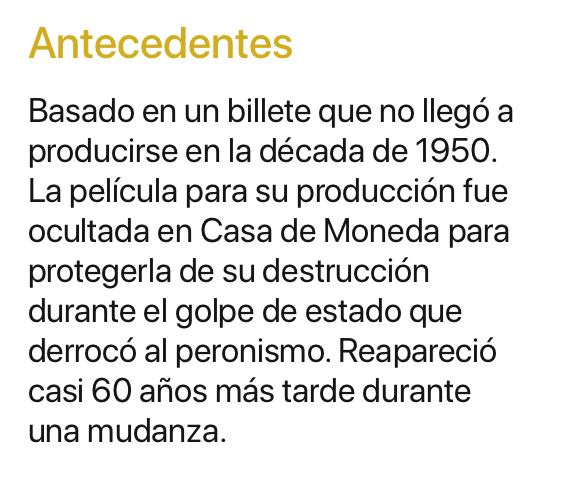 Antecedentes
Basado en un billete que no llegó a
producirse en la década de 1950.
La película para su producción fue
ocultada en Casa de Moneda para
protegerla de su destrucción
durante el golpe de estado que
derrocó al peronismo. Reapareció
casi 60 años más tarde durante
una mudanza.